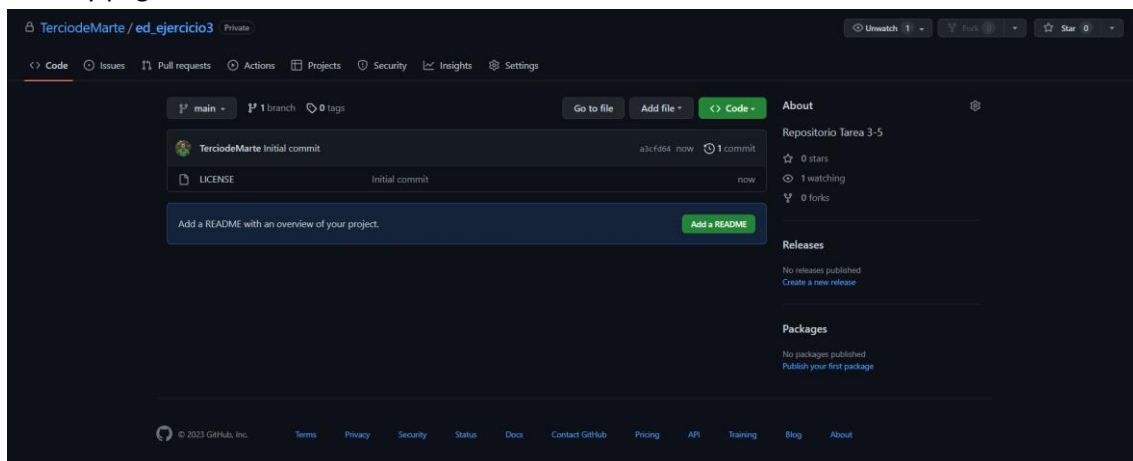 TerciodeMarte / ed_ejercicio3 Private
Unwatch 1 Fork 0 Star 0
<> Code Issues Pull requests Actions Projects Security Insights Settings
main 1 branch 0 tags Go to file Add file <> Code
TerciodeMarte Initial commit a3cfd64 now 1 commit
LICENSE Initial commit now
Add a README with an overview of your project. Add a README
About
Repositorio Tarea 3-5
0 stars
1 watching
0 forks
Releases
No releases published
Create a new release
Packages
No packages published
Publish your first package
© 2023 GitHub, Inc. Terms Privacy Security Status Docs Contact GitHub Pricing API Training Blog About